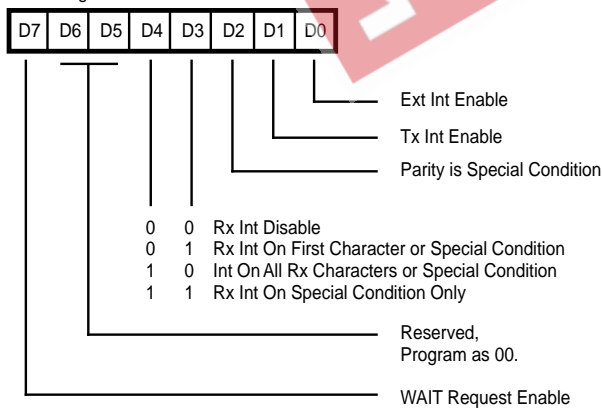 D7 D6 D5 D4 D3 D2 D1 D0
Ext Int Enable
Tx Int Enable
Parity is Special Condition
0 0 Rx Int Disable
0 1 Rx Int On First Character or Special Condition
1 0 Int On All Rx Characters or Special Condition
1 1 Rx Int On Special Condition Only
Reserved,
Program as 00.
WAIT Request Enable